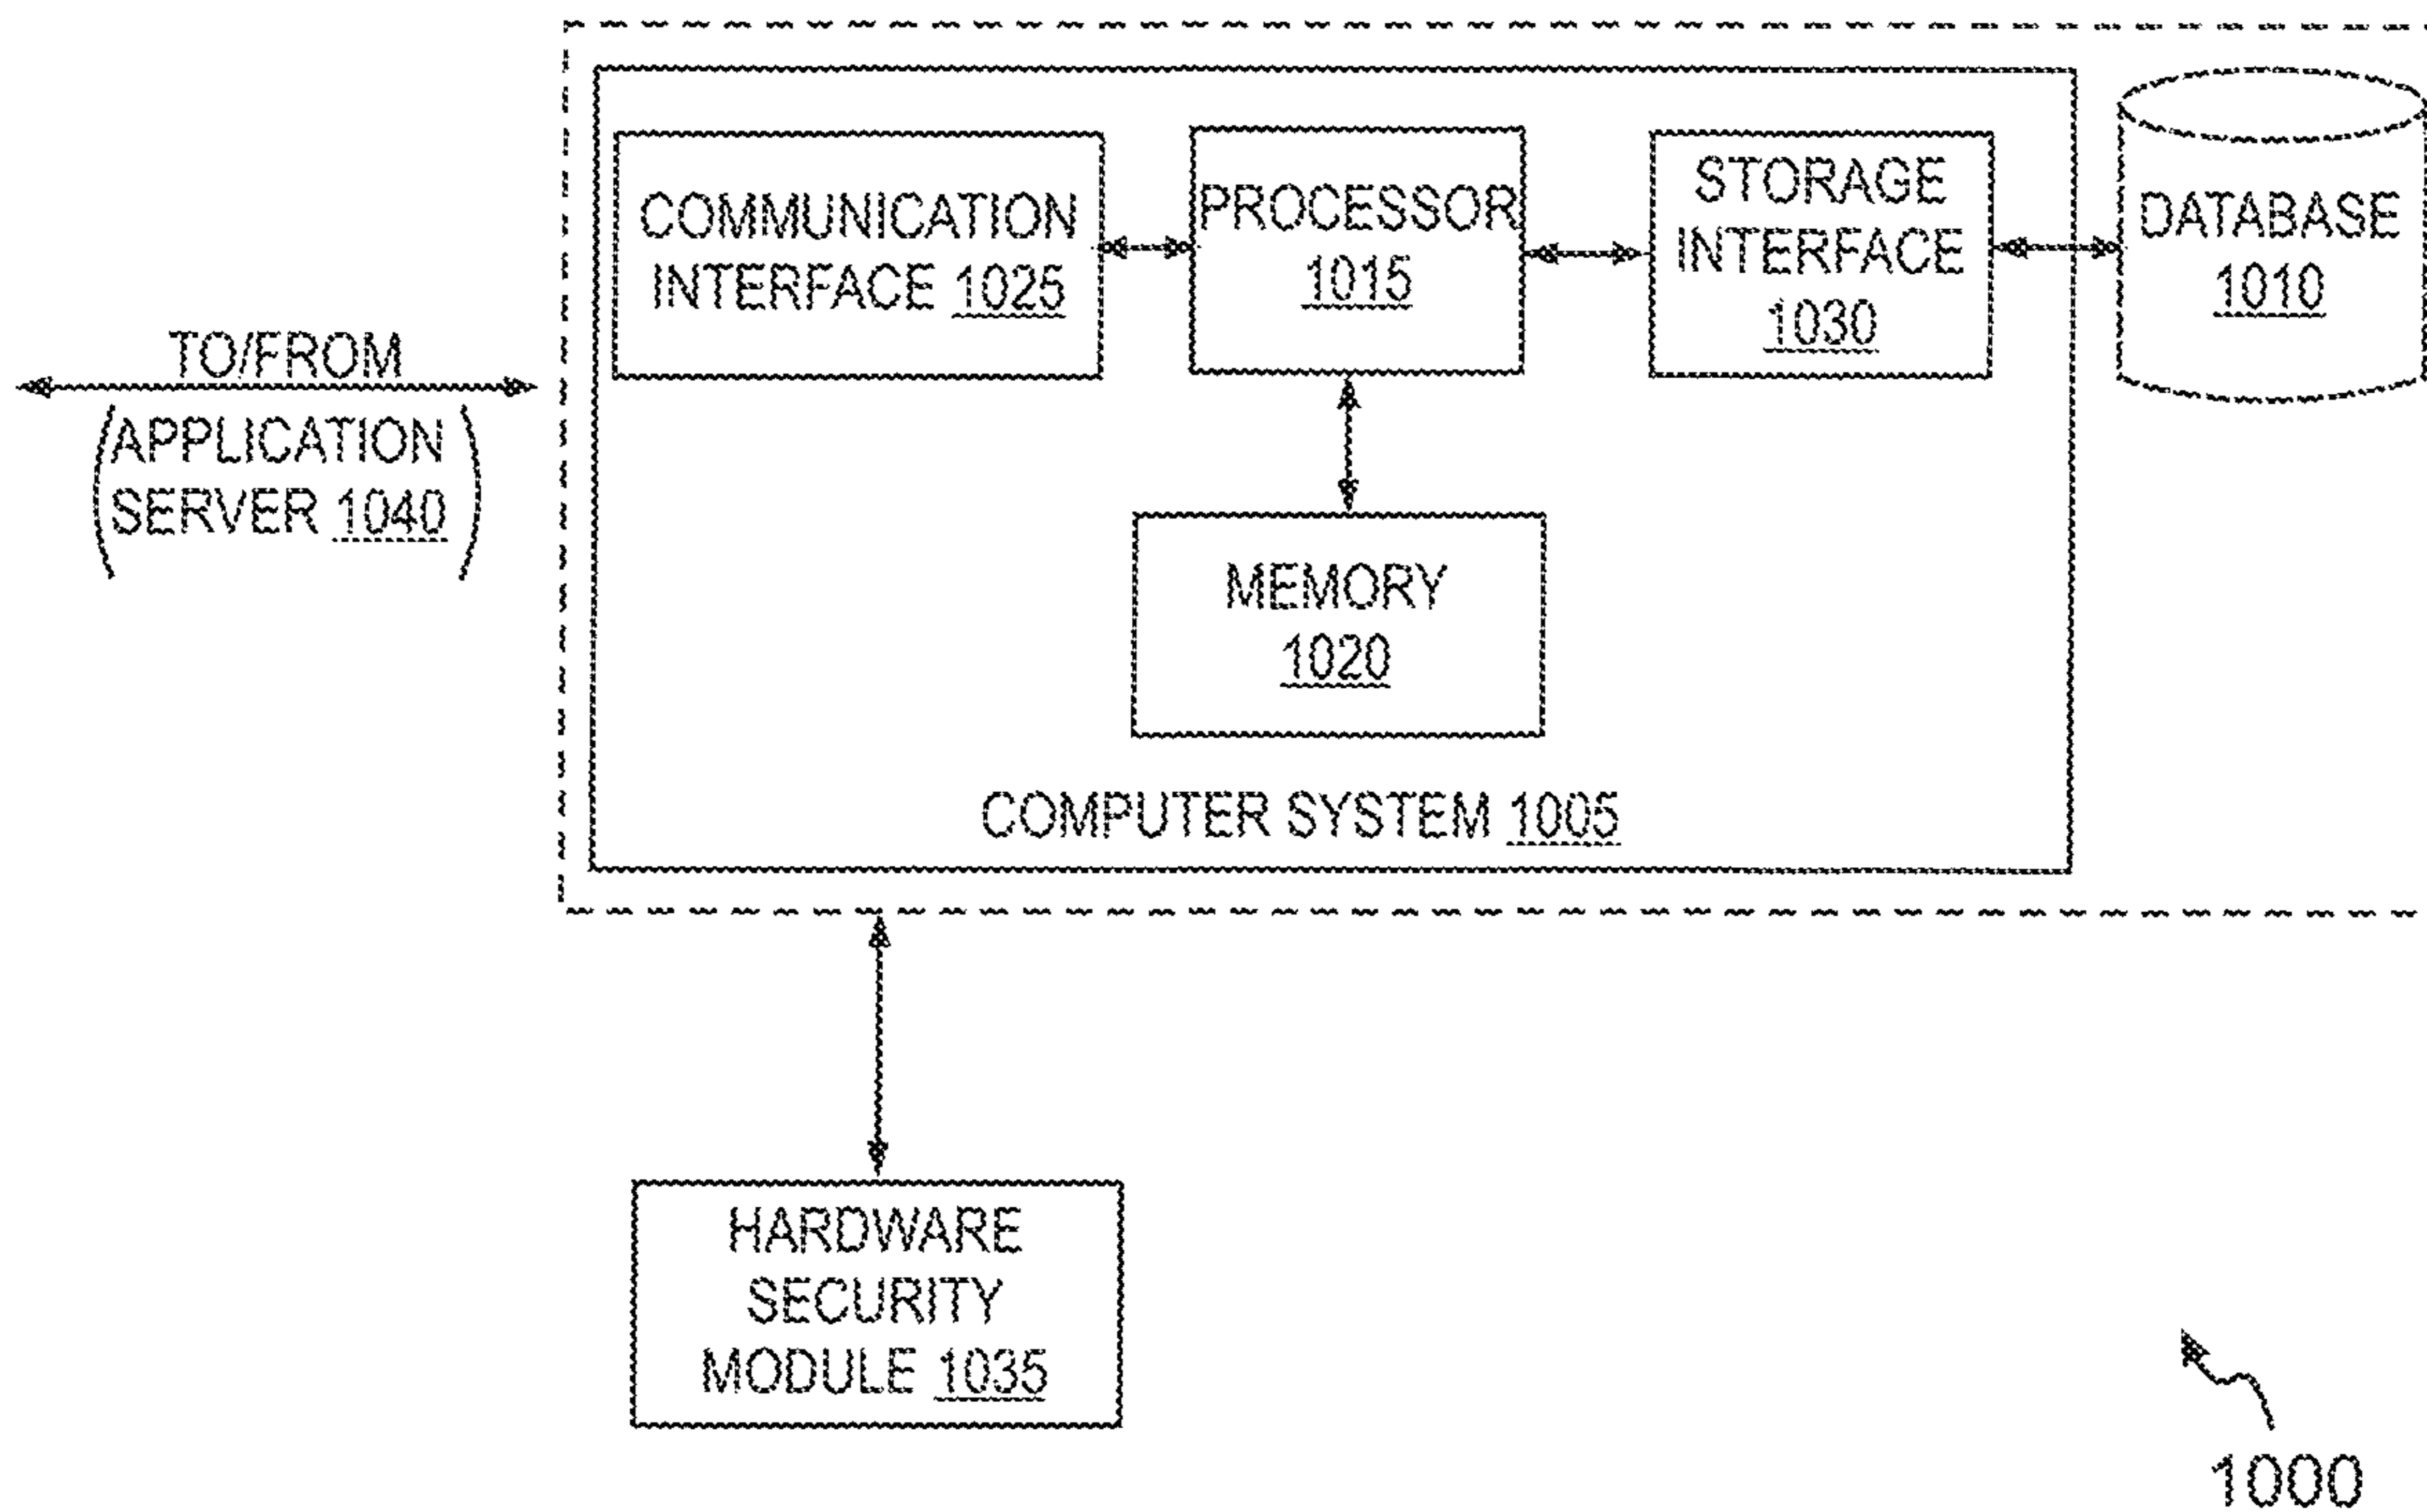 COMMUNICATION
INTERFACE 1025
PROCESSOR
1015
STORAGE
INTERFACE
1030
DATABASE
1010
TO/FROM
(APPLICATION
SERVER 1040)
MEMORY
1020
COMPUTER SYSTEM 1005
HARDWARE
SECURITY
MODULE 1035
1000